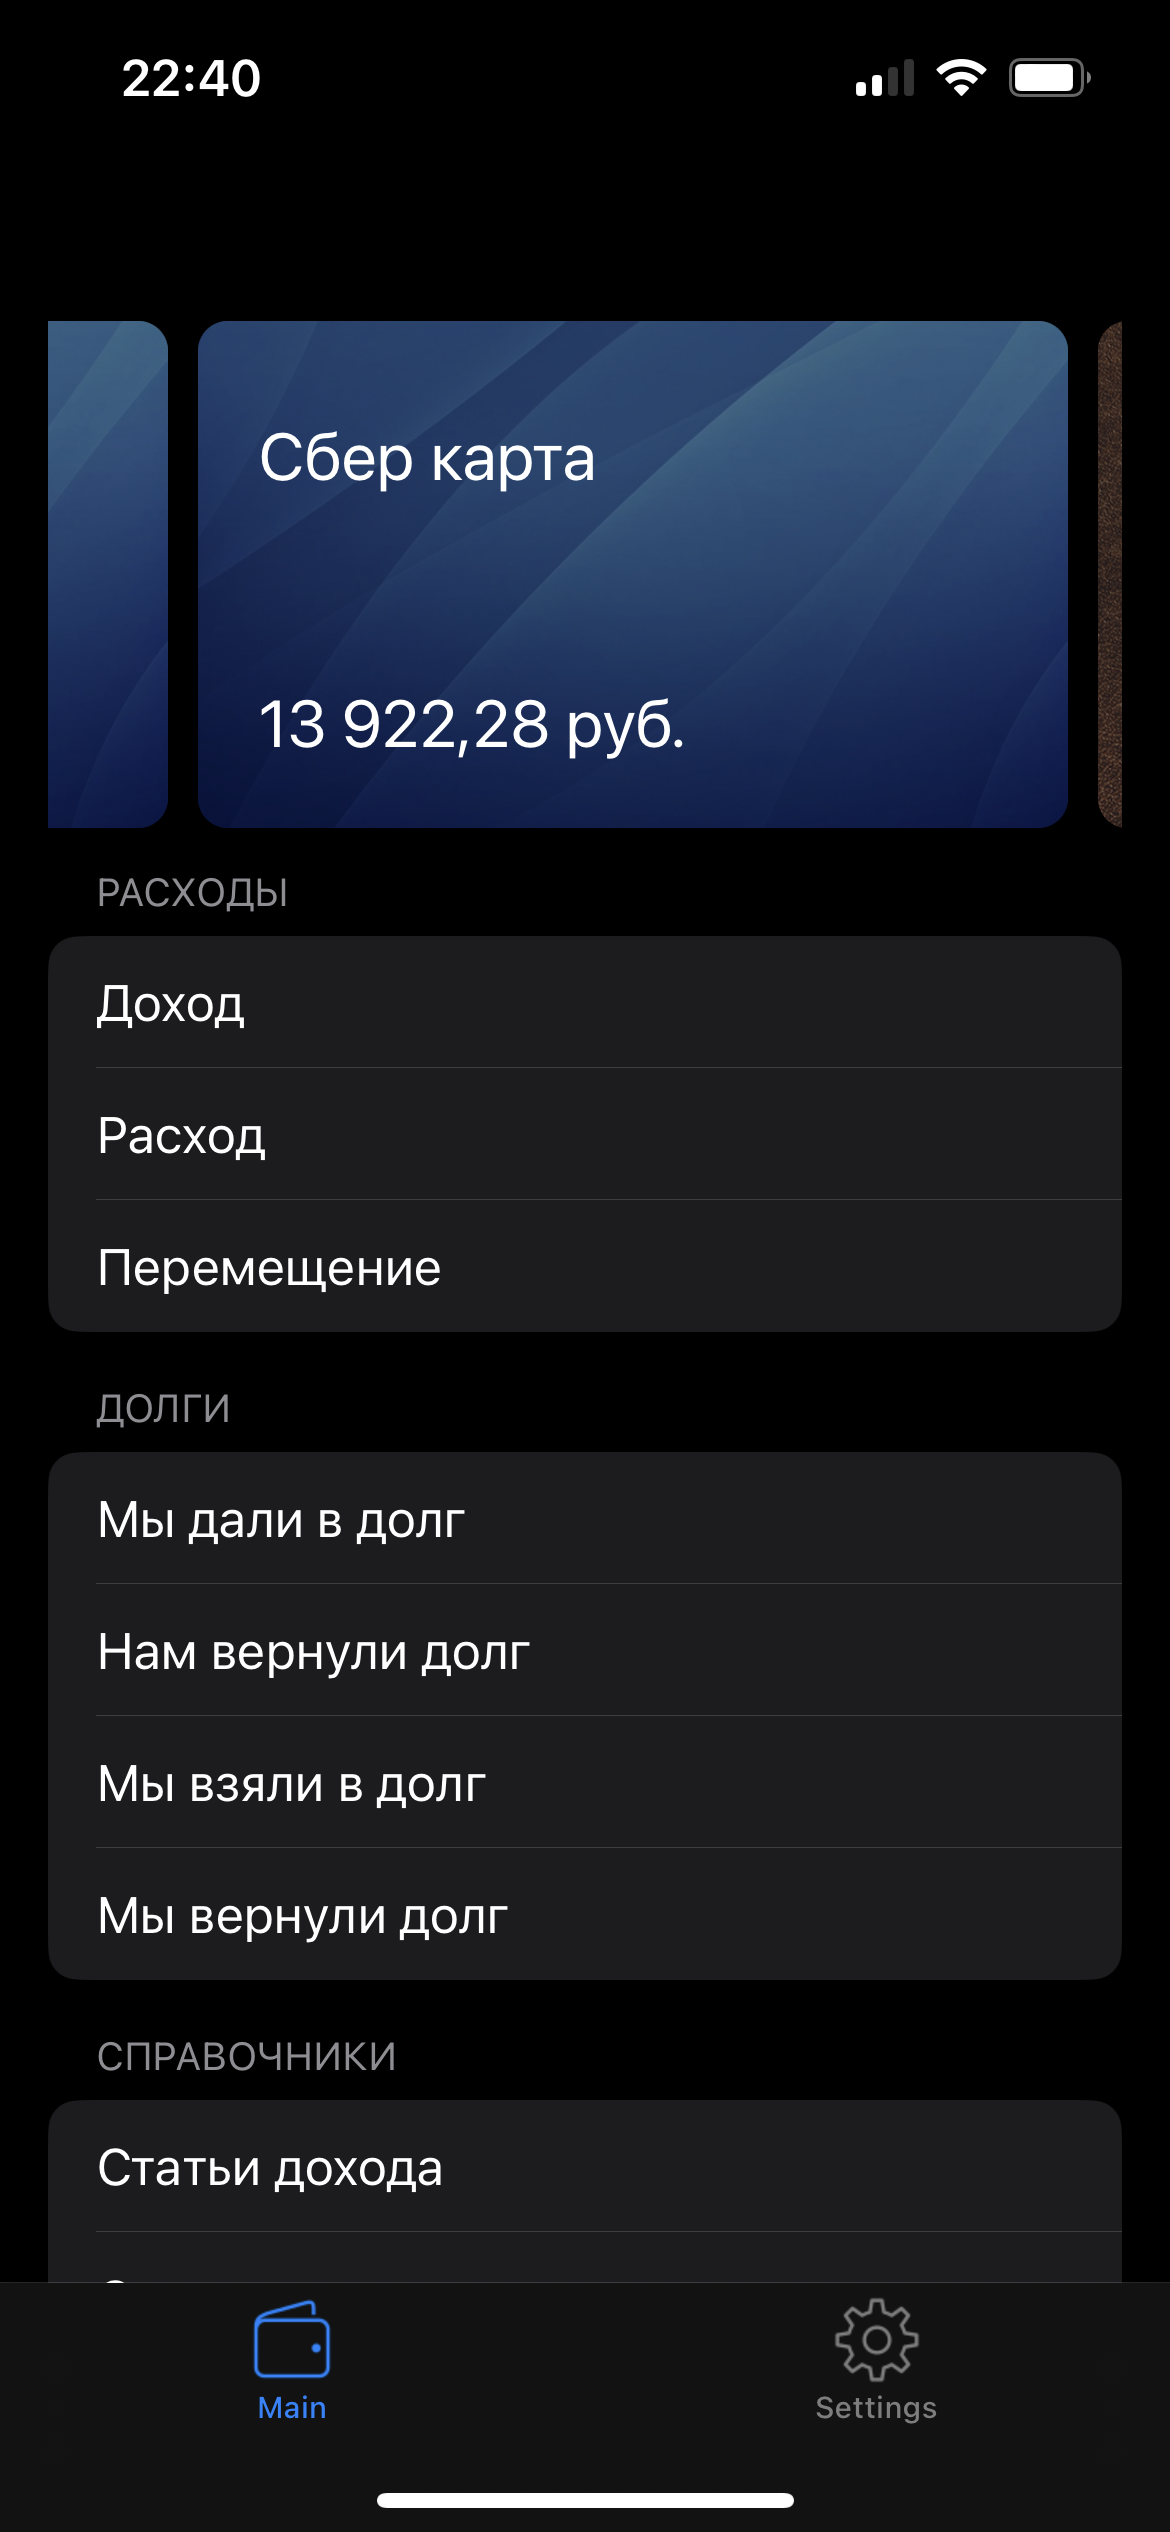 22:40
Сбер карта
13 922,28 руб.
РАСХОДЫ
Доход
Расход
Перемещение
ДОЛГИ
Мы дали в долг
Нам вернули долг
Мы взяли в долг
Мы вернули долг
СПРАВОЧНИКИ
Статьи дохода
Main
Settings